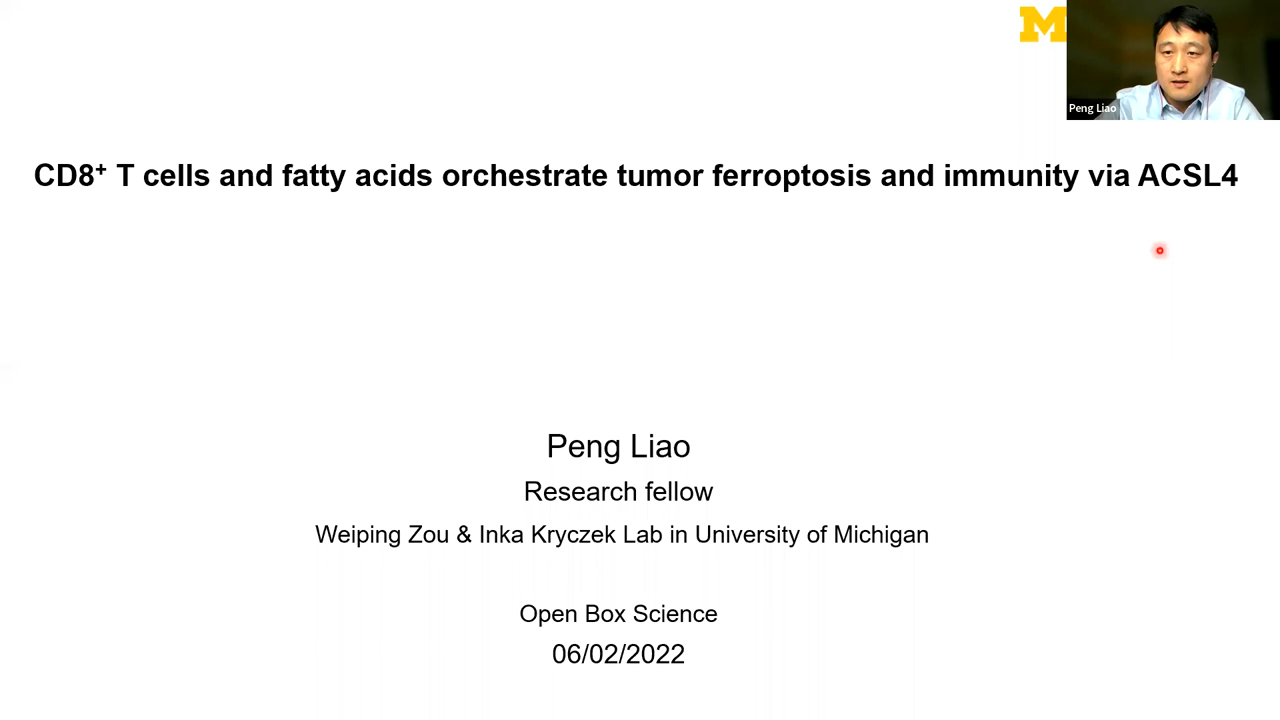 M
Peng Liao
CD8⁺ T cells and fatty acids orchestrate tumor ferroptosis and immunity via ACSL4
Peng Liao
Research fellow
Weiping Zou & Inka Kryczek Lab in University of Michigan
Open Box Science
06/02/2022